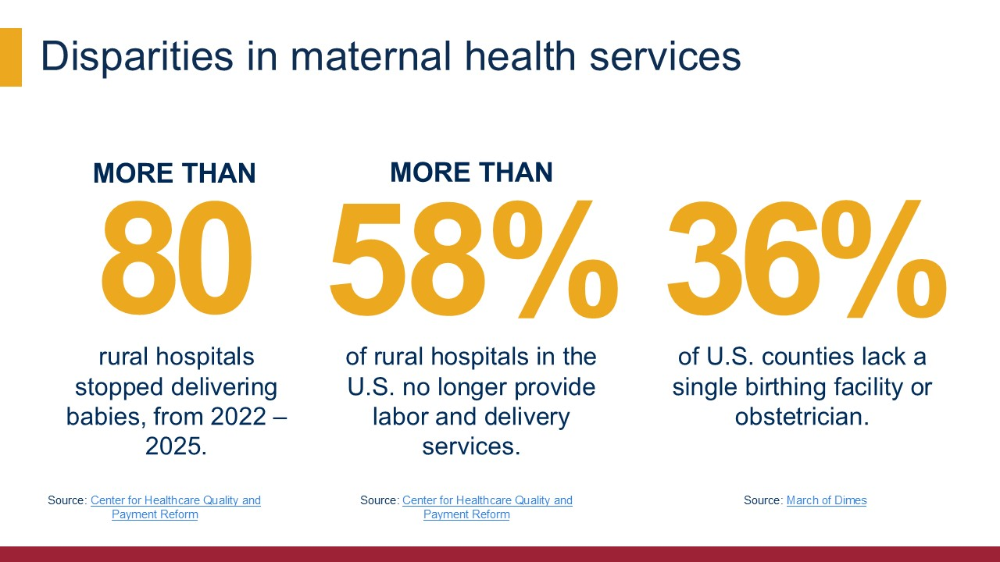 Disparities in maternal health services
MORE THAN
80
rural hospitals
stopped delivering
babies, from 2022 –
2025.
Source: Center for Healthcare Quality and
Payment Reform
MORE THAN
58%
of rural hospitals in the
U.S. no longer provide
labor and delivery
services.
Source: Center for Healthcare Quality and
Payment Reform
36%
of U.S. counties lack a
single birthing facility or
obstetrician.
Source: March of Dimes